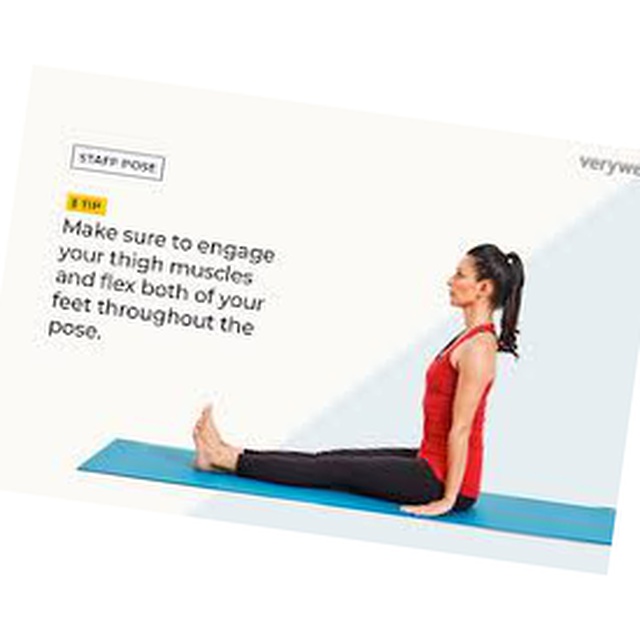 STAFF POSE
verywe
TIP
Make sure to engage
your thigh muscles
and flex both of your
feet throughout the
pose.